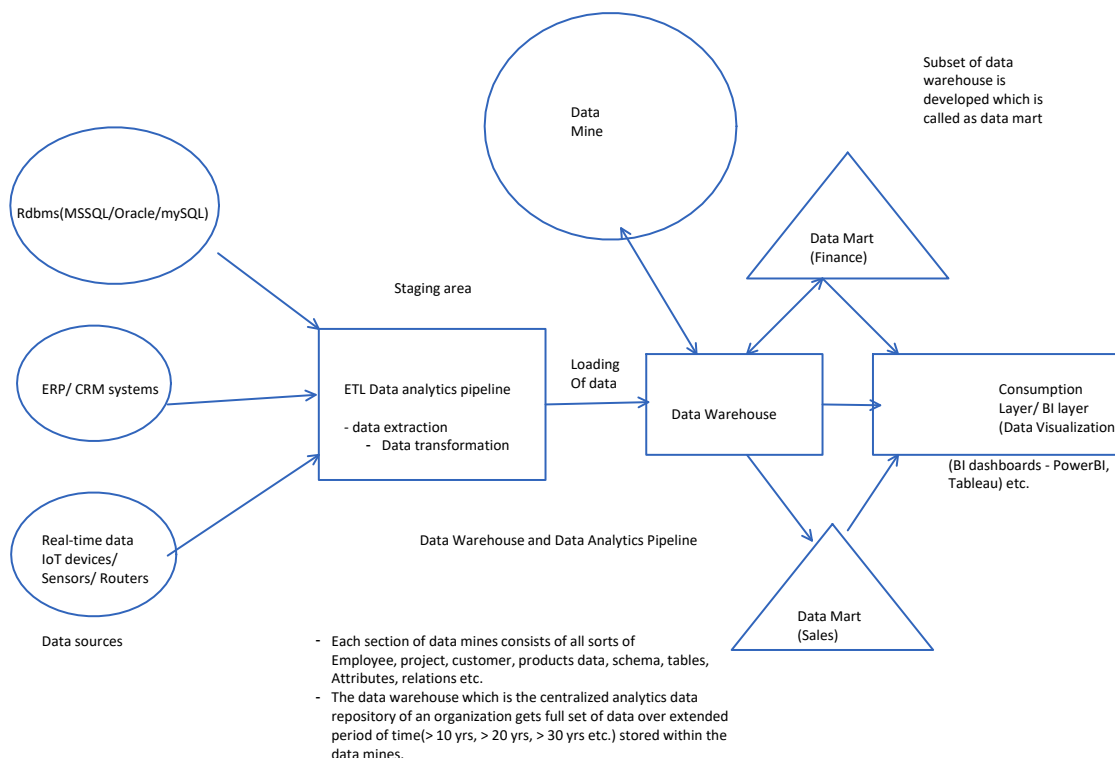 Data
Mine
Subset of data
warehouse is
developed which is
called as data mart
Rdbms(MSSQL/Oracle/mySQL)
Data Mart
(Finance)
Staging area
ERP/ CRM systems
ETL Data analytics pipeline
- data extraction
- Data transformation
Loading
Of data
Data Warehouse
Consumption
Layer/ BI layer
(Data Visualization
(BI dashboards - PowerBI,
Tableau) etc.
Real-time data
IoT devices/
Sensors/ Routers
Data Warehouse and Data Analytics Pipeline
Data Mart
(Sales)
Data sources
- Each section of data mines consists of all sorts of
Employee, project, customer, products data, schema, tables,
Attributes, relations etc.
- The data warehouse which is the centralized analytics data
repository of an organization gets full set of data over extended
period of time(> 10 yrs, > 20 yrs, > 30 yrs etc.) stored within the
data mines.